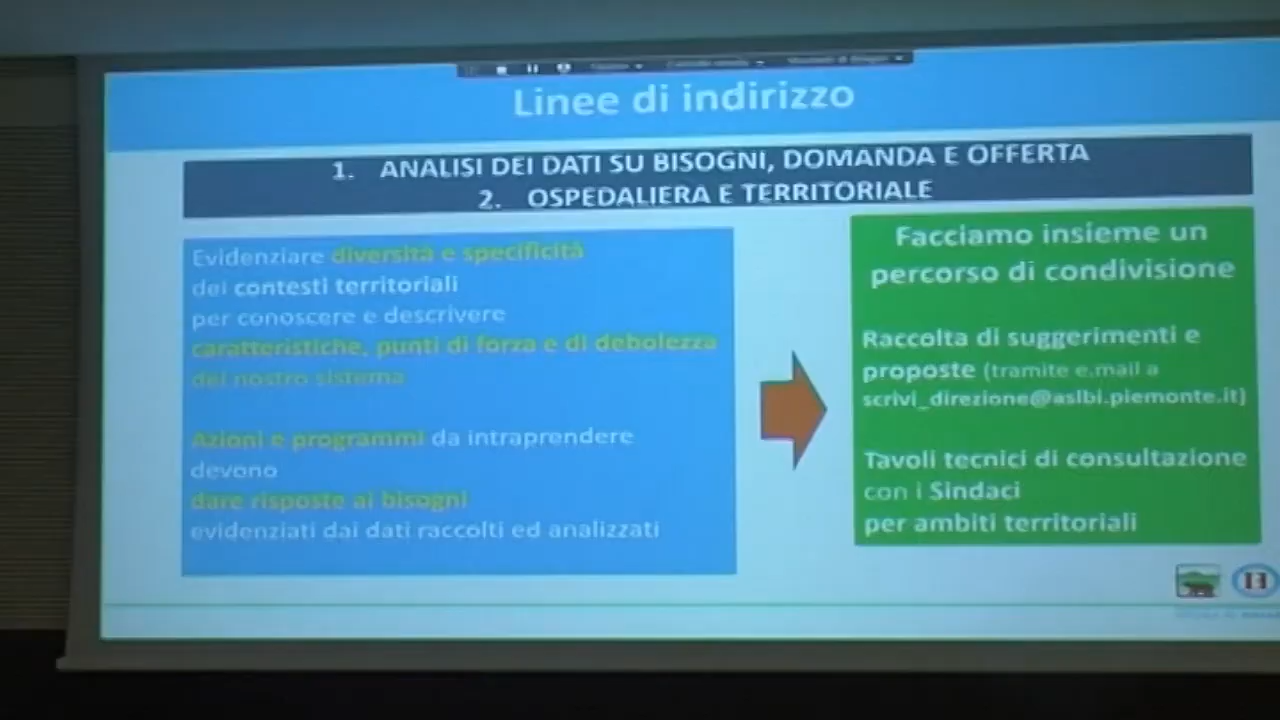 Linee di indirizzo
1. ANALISI DEI DATI SU BISOGNI, DOMANDA E OFFERTA
2. OSPEDALIERA E TERRITORIALE
Evidenziare diversità e specificità
dei contesti territoriali
per conoscere e descrivere
caratteristiche, punti di forza e di debolezza
del nostro sistema
Azioni e programmi da intraprendere
devono
dare risposte ai bisogni
evidenziati dai dati raccolti ed analizzati
Facciamo insieme un
percorso di condivisione
Raccolta di suggerimenti e
proposte (tramite e.mail a
scrivi_direzione@aslbi.piemonte.it)
Tavoli tecnici di consultazione
con i Sindaci
per ambiti territoriali